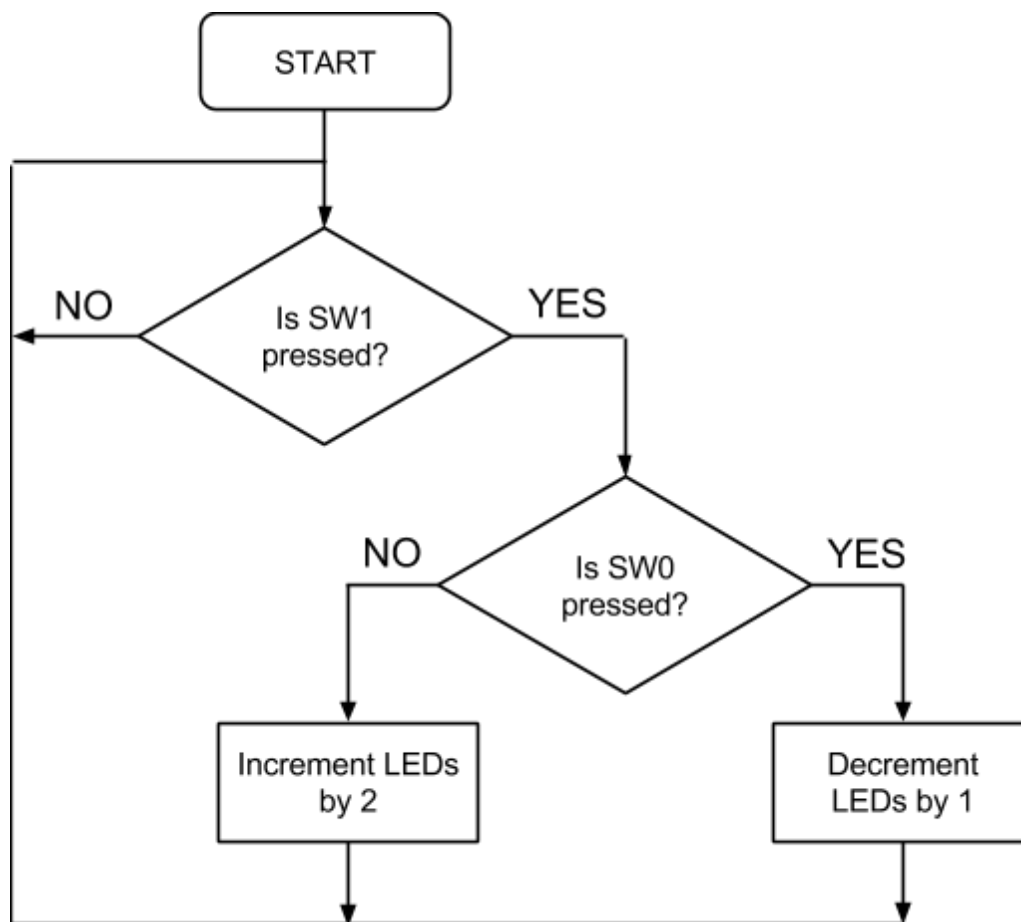 START
NO
YES
Is SW1
pressed?
NO
YES
Is SW0
pressed?
Increment LEDs
by 2
Decrement
LEDs by 1